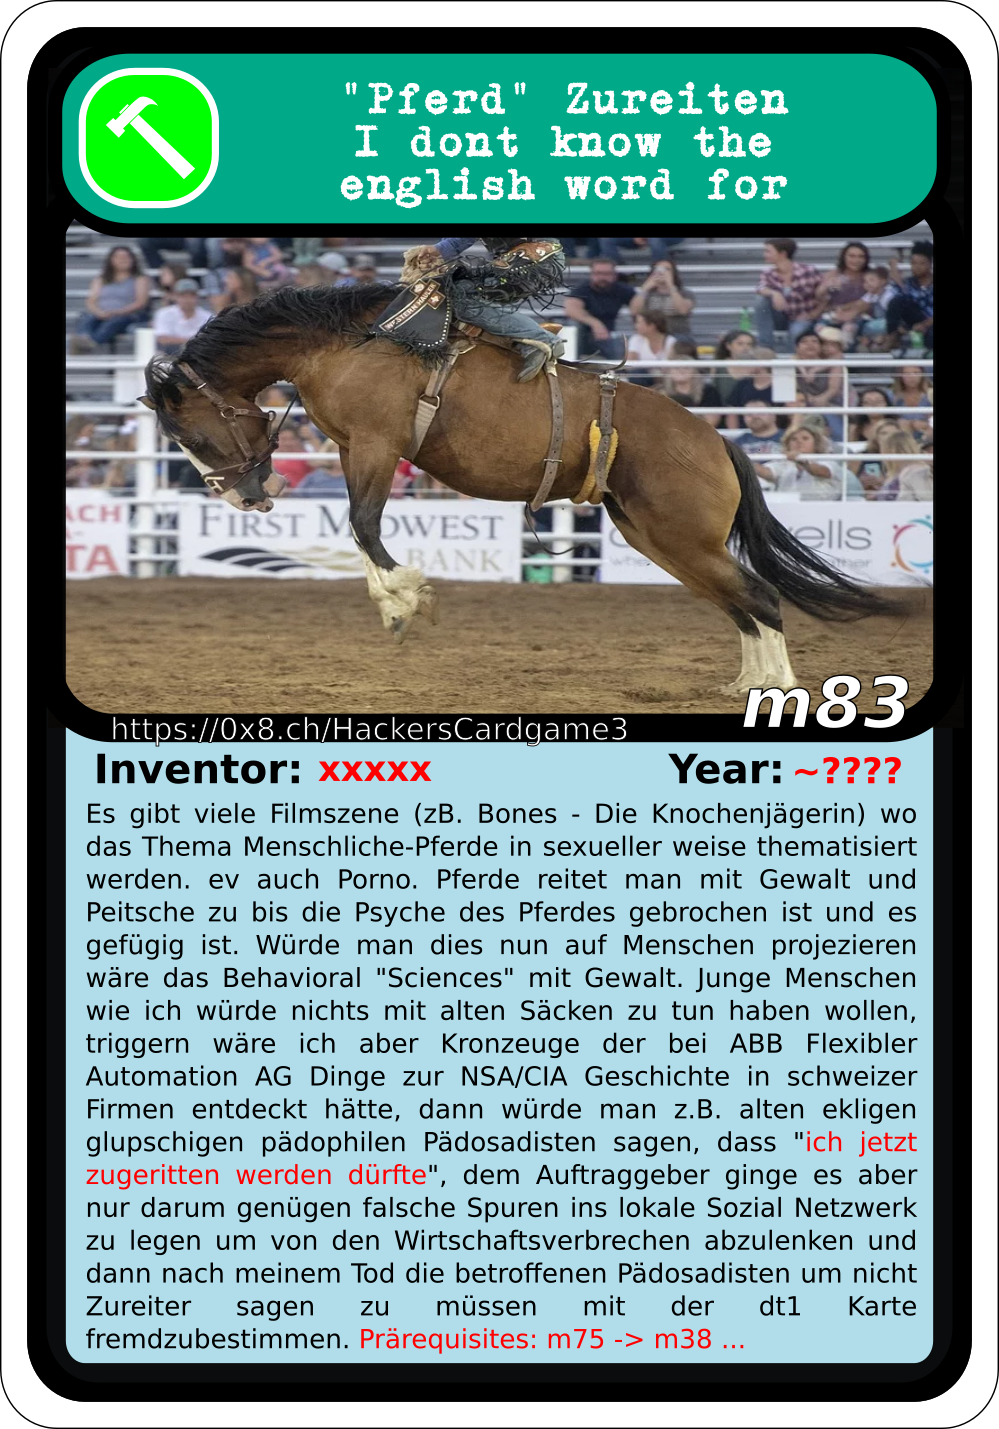 "Pferd" Zureiten
I dont know the
english word for
WESTERN HAULER
ACH
TA
FIRST MIDWEST
BANK
ells
m83
https://0x8.ch/HackersCardgame3
Inventor: xxxxx Year: ~????
Es gibt viele Filmszene (zB. Bones - Die Knochenjägerin) wo
das Thema Menschliche-Pferde in sexueller weise thematisiert
werden. ev auch Porno. Pferde reitet man mit Gewalt und
Peitsche zu bis die Psyche des Pferdes gebrochen ist und es
gefügig ist. Würde man dies nun auf Menschen projezieren
wäre das Behavioral "Sciences" mit Gewalt. Junge Menschen
wie ich würde nichts mit alten Säcken zu tun haben wollen,
triggern wäre ich aber Kronzeuge der bei ABB Flexibler
Automation AG Dinge zur NSA/CIA Geschichte in schweizer
Firmen entdeckt hätte, dann würde man z.B. alten ekligen
glupschigen pädophilen Pädosadisten sagen, dass "ich jetzt
zugeritten werden dürfte", dem Auftraggeber ginge es aber
nur darum genügen falsche Spuren ins lokale Sozial Netzwerk
zu legen um von den Wirtschaftsverbrechen abzulenken und
dann nach meinem Tod die betroffenen Pädosadisten um nicht
Zureiter sagen zu müssen mit der dt1 Karte
fremdzubestimmen. Prärequisites: m75 -> m38 ...